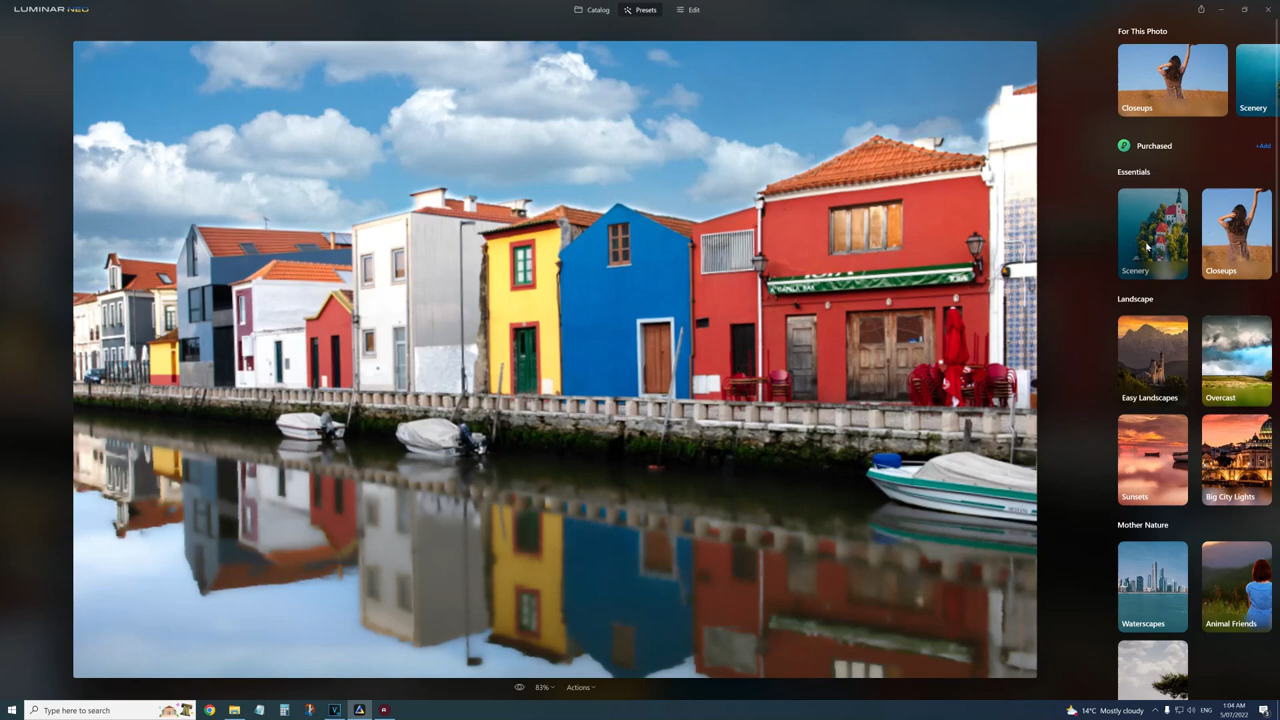 LUMINAR NEO
Catalog
Presets
Edit
For This Photo
Closeups
Scenery
Purchased
+Add
Essentials
Scenery
Closeups
Landscape
Easy Landscapes
Overcast
Sunsets
Big City Lights
Mother Nature
Waterscapes
Animal Friends
83%
Actions
Type here to search
14°C Mostly cloudy
ENG
1:04 AM
5/07/2022